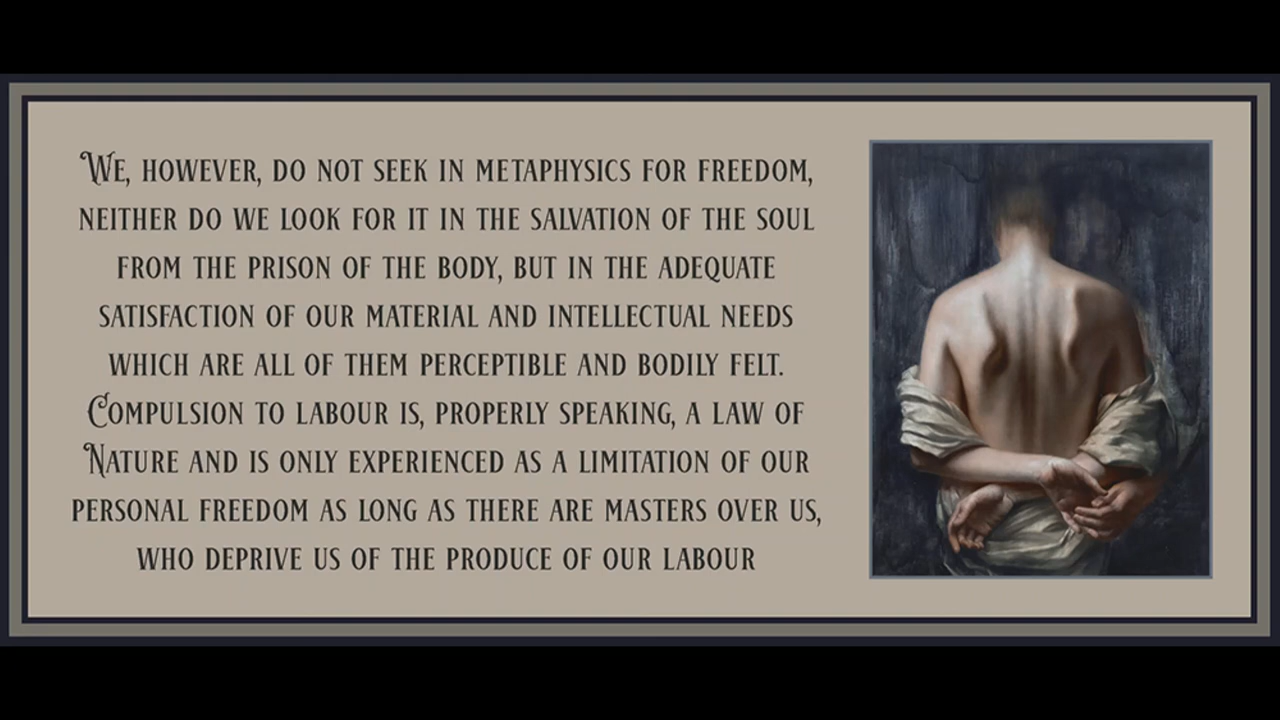 We, however, do not seek in metaphysics for freedom,
neither do we look for it in the salvation of the soul
from the prison of the body, but in the adequate
satisfaction of our material and intellectual needs
which are all of them perceptible and bodily felt.
Compulsion to labour is, properly speaking, a law of
Nature and is only experienced as a limitation of our
personal freedom as long as there are masters over us,
who deprive us of the produce of our labour